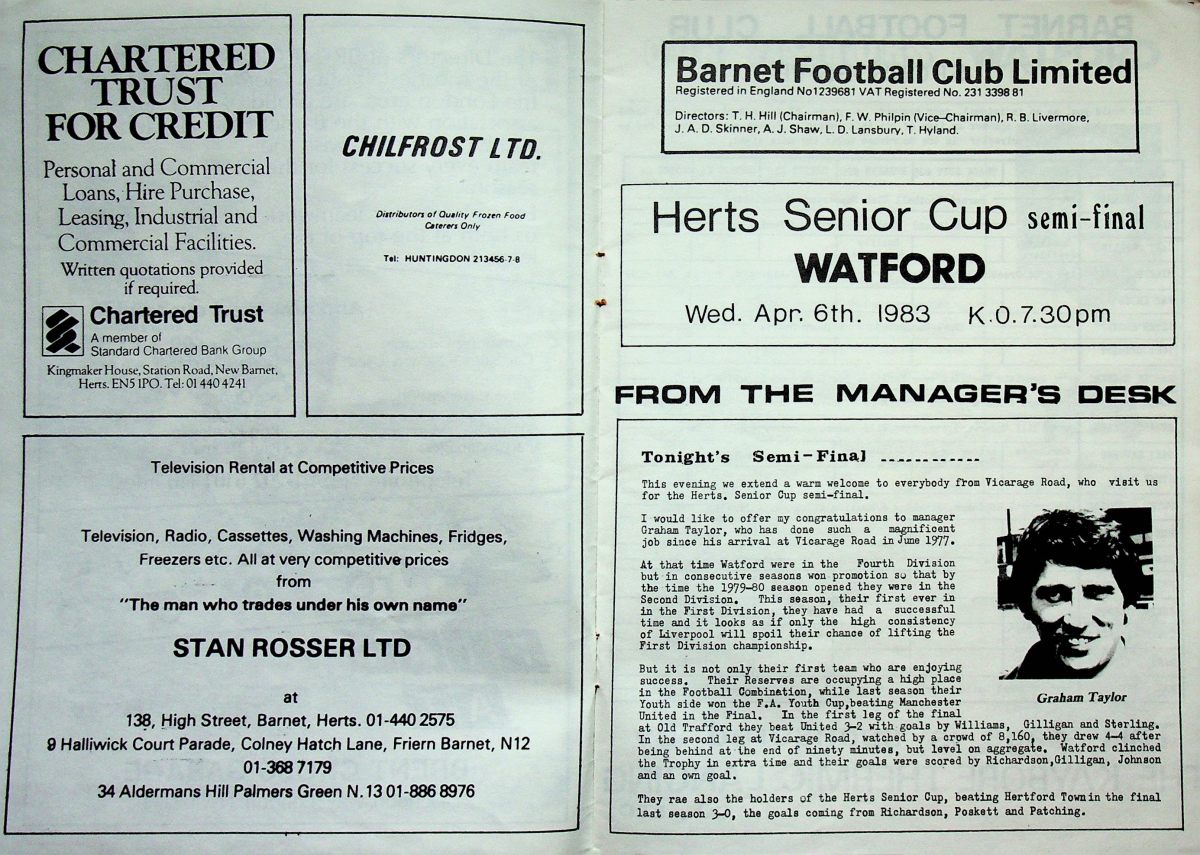 CHARTERED
TRUST
FOR CREDIT
Personal and Commercial
Loans, Hire Purchase,
Leasing, Industrial and
Commercial Facilities.
Written quotations provided
if required.
Chartered Trust
A member of
Standard Chartered Bank Group
Kingmaker House, Station Road, New Barnet,
Herts. EN5 1PO. Tel: 01 440 4241
CHILFROST LTD.
Distributors of Quality Frozen Food
Caterers Only
Tel: HUNTINGDON 213456-7-8
Television Rental at Competitive Prices
Television, Radio, Cassettes, Washing Machines, Fridges,
Freezers etc. All at very competitive prices
from
"The man who trades under his own name"
STAN ROSSER LTD
at
138, High Street, Barnet, Herts. 01-440 2575
9 Halliwick Court Parade, Colney Hatch Lane, Friern Barnet, N12
01-368 7179
34 Aldermans Hill Palmers Green N.13 01-886 8976
Barnet Football Club Limited
Registered in England No1239681 VAT Registered No. 231 3398 81
Directors: T. H. Hill (Chairman), F. W. Philpin (Vice-Chairman), R. B. Livermore,
J. A. D. Skinner, A. J. Shaw, L. D. Lansbury, T. Hyland.
Herts Senior Cup semi-final
WATFORD
Wed. Apr. 6th. 1983 K.O.7.30pm
FROM THE MANAGER'S DESK
Tonight's Semi-Final ............
This evening we extend a warm welcome to everybody from Vicarage Road, who visit us
for the Herts. Senior Cup semi-final.
I would like to offer my congratulations to manager
Graham Taylor, who has done such a magnificent
job since his arrival at Vicarage Road in June 1977.
At that time Watford were in the Fourth Division
but in consecutive seasons won promotion so that by
the time the 1979-80 season opened they were in the
Second Division. This season, their first ever in
in the First Division, they have had a successful
time and it looks as if only the high consistency
of Liverpool will spoil their chance of lifting the
First Division championship.
But it is not only their first team who are enjoying
success. Their Reserves are occupying a high place
in the Football Combination, while last season their
Youth side won the F.A. Youth Cup,beating Manchester
United in the Final. In the first leg of the final
at Old Trafford they beat United 3-2 with goals by Williams, Gilligan and Sterling.
In the second leg at Vicarage Road, watched by a crowd of 8,160, they drew 4-4 after
being behind at the end of ninety minutes, but level on aggregate. Watford clinched
the Trophy in extra time and their goals were scored by Richardson,Gilligan, Johnson
and an own goal.
They rae also the holders of the Herts Senior Cup, beating Hertford Townin the final
last season 3-0, the goals coming from Richardson, Poskett and Patching.
Graham Taylor